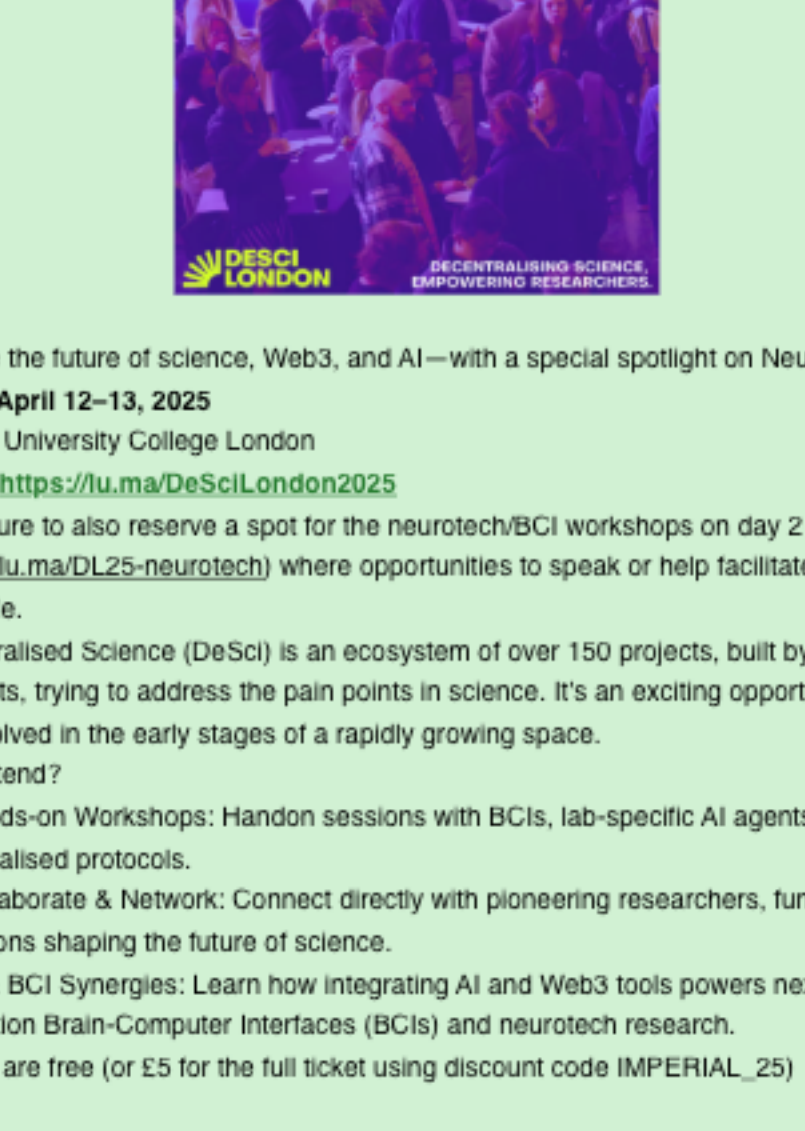 DESCI
LONDON
DECENTRALISING SCIENCE,
EMPOWERING RESEARCHERS.
the future of science, Web3, and AI—with a special spotlight on Neu
April 12–13, 2025
University College London
https://lu.ma/DeSciLondon2025
ure to also reserve a spot for the neurotech/BCI workshops on day 2
lu.ma/DL25-neurotech) where opportunities to speak or help facilitate
e.
ralised Science (DeSci) is an ecosystem of over 150 projects, built by
ts, trying to address the pain points in science. It's an exciting opport
olved in the early stages of a rapidly growing space.
tend?
ds-on Workshops: Handon sessions with BCIs, lab-specific AI agents
alised protocols.
aborate & Network: Connect directly with pioneering researchers, fun
ons shaping the future of science.
BCI Synergies: Learn how integrating AI and Web3 tools powers ne
tion Brain-Computer Interfaces (BCIs) and neurotech research.
are free (or £5 for the full ticket using discount code IMPERIAL_25)